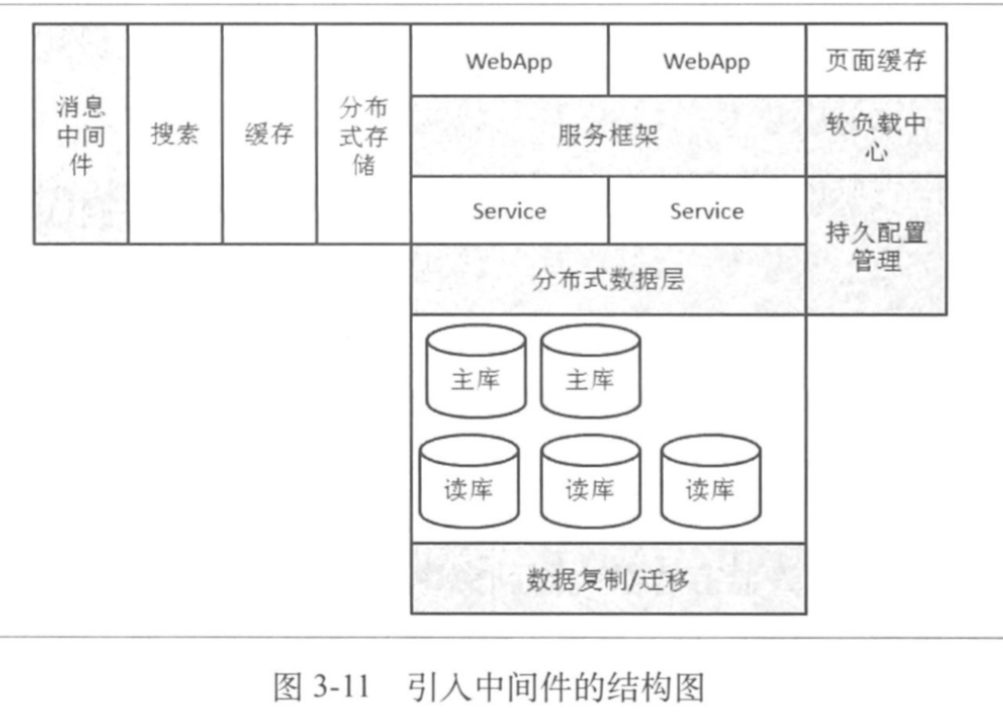 消息
中间
件
搜索
缓存
分布
式存
储
WebApp
WebApp
页面缓存
服务框架
软负载中
心
Service
Service
持久配置
管理
分布式数据层
主库
主库
读库
读库
读库
数据复制/迁移
图 3-11 引入中间件的结构图